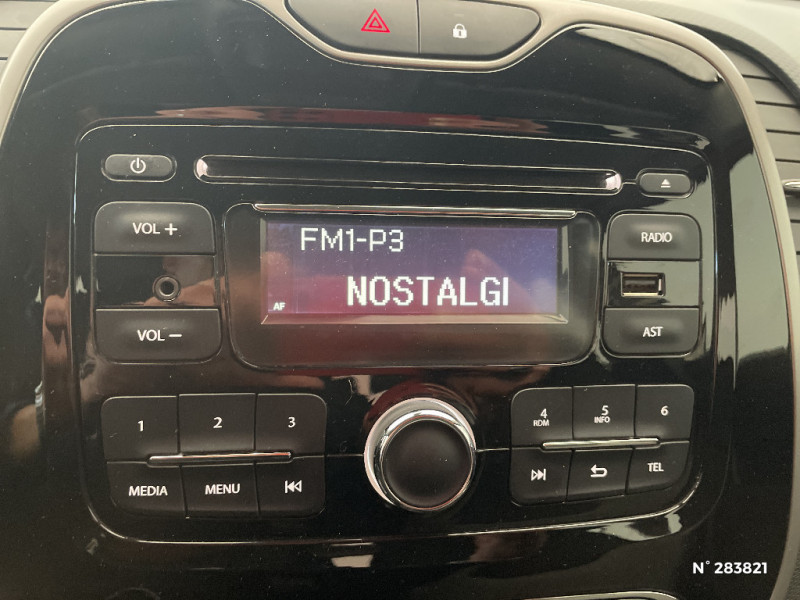 FM1-P3
NOSTALGI
AF
VOL +
VOL −
RADIO
AST
1
2
3
MEDIA
MENU
4
RDM
5
INFO
6
TEL
N° 283821